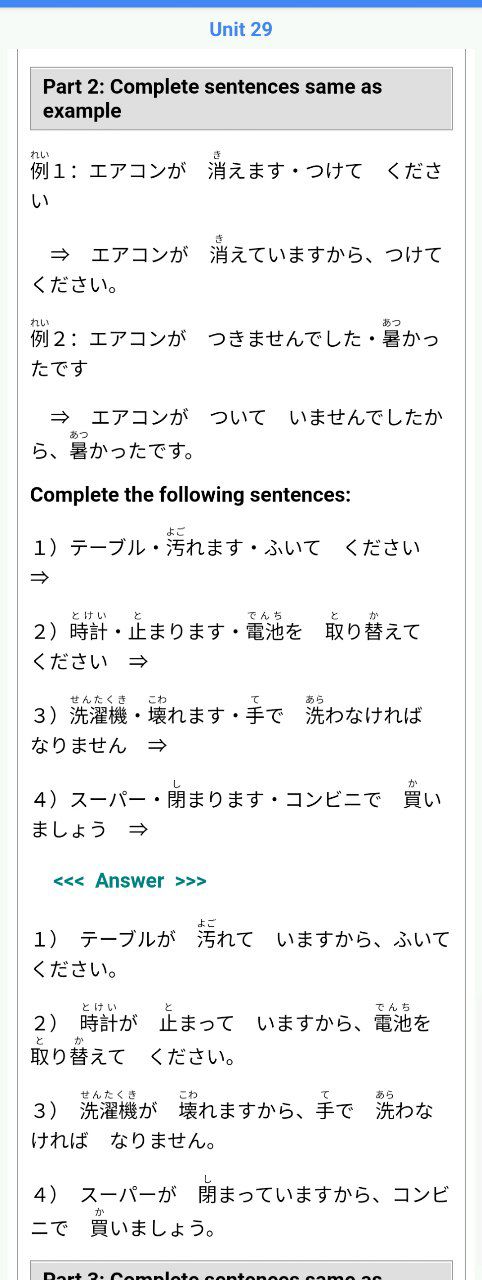 Unit 29
Part 2: Complete sentences same as
example
例１：エアコンが　消えます・つけて　くださ
い
⇒　エアコンが　消えていますから、つけて
ください。
例２：エアコンが　つきませんでした・暑かっ
たです
⇒　エアコンが　ついて　いませんでしたか
ら、暑かったです。
Complete the following sentences:
１）テーブル・汚れます・ふいて　ください
⇒
２）時計・止まります・電池を　取り替えて
ください　⇒
３）洗濯機・壊れます・手で　洗わなければ
なりません　⇒
４）スーパー・閉まります・コンビニで　買い
ましょう　⇒
<<< Answer >>>
１）　テーブルが　汚れて　いますから、ふいて
ください。
２）　時計が　止まって　いますから、電池を
取り替えて　ください。
３）　洗濯機が　壊れますから、手で　洗わな
ければ　なりません。
４）　スーパーが　閉まっていますから、コンビ
ニで　買いましょう。
Part 3: Complete sentences same as